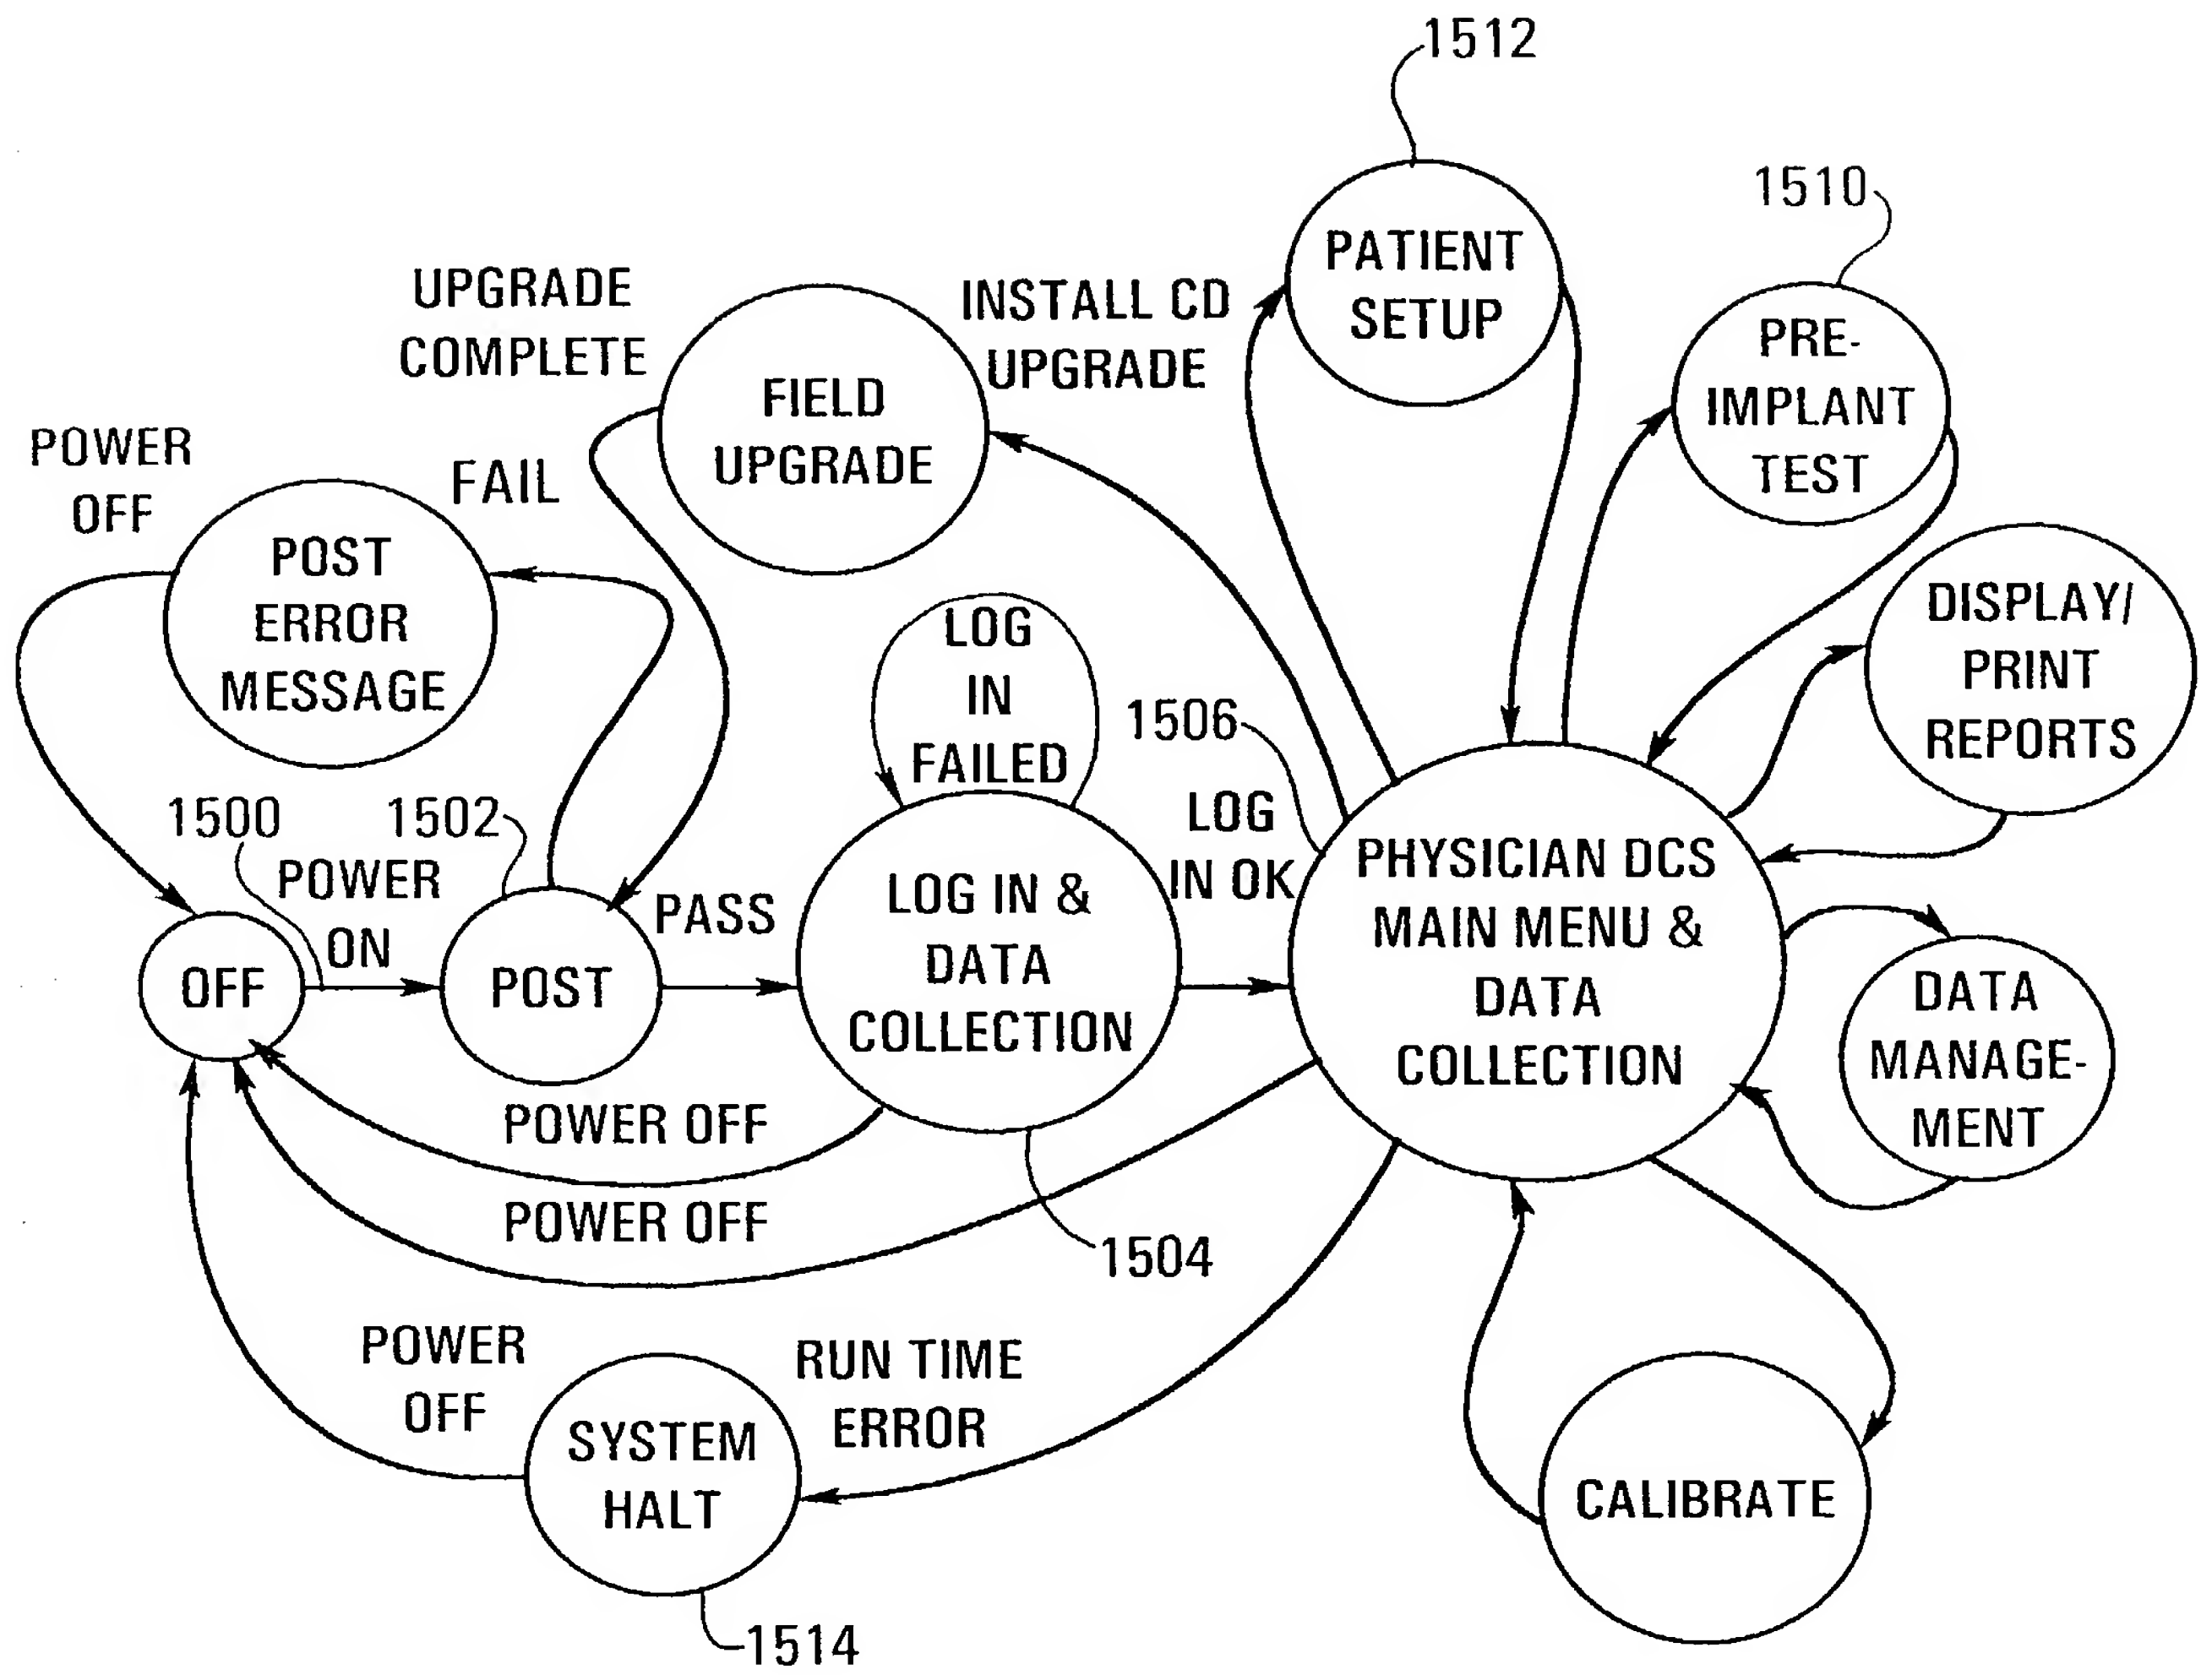 1512
1510
PATIENT
SETUP
UPGRADE
COMPLETE
INSTALL CD
UPGRADE
PRE-
IMPLANT
TEST
FIELD
UPGRADE
POWER
OFF
FAIL
POST
ERROR
MESSAGE
DISPLAY/
PRINT
REPORTS
LOG
IN
FAILED
1506
LOG
IN OK
1500
1502
POWER
ON
PASS
OFF
POST
LOG IN &
DATA
COLLECTION
PHYSICIAN DCS
MAIN MENU &
DATA
COLLECTION
DATA
MANAGE-
MENT
POWER OFF
POWER OFF
1504
POWER
OFF
RUN TIME
ERROR
SYSTEM
HALT
CALIBRATE
1514